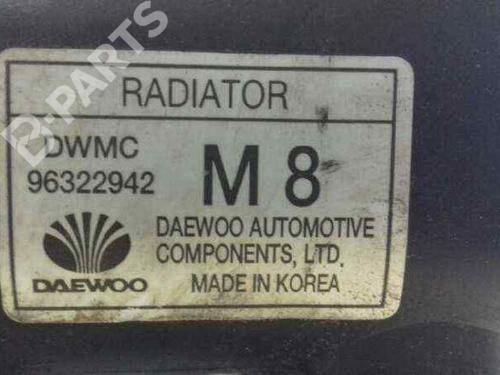 RADIATOR
DWMC
96322942
M 8
DAEWOO AUTOMOTIVE
COMPONENTS, LTD.
DAEWOO
MADE IN KOREA
B-PARTS